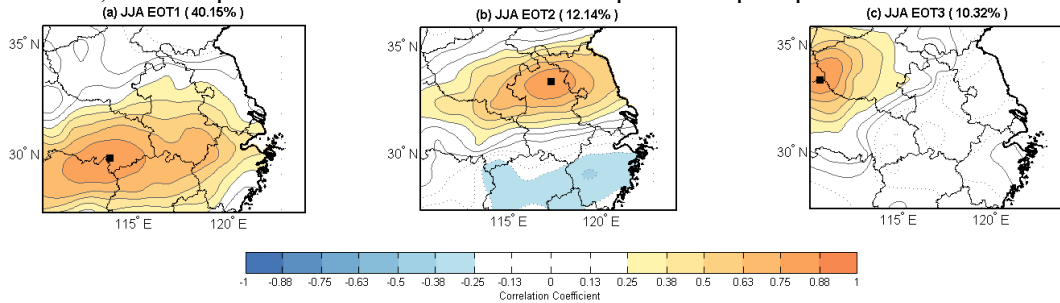 (a) JJA EOT1 ( 40.15%)
(b) JJA EOT2 ( 12.14%)
(c) JJA EOT3 ( 10.32%)
35° N
30° N
115° E
120° E
35° N
30° N
115° E
120° E
35° N
30° N
115° E
120° E
-1 -0.88 -0.75 -0.63 -0.5 -0.38 -0.25 -0.13 0 0.13 0.25 0.38 0.5 0.63 0.75 0.88 1
Correlation Coefficient